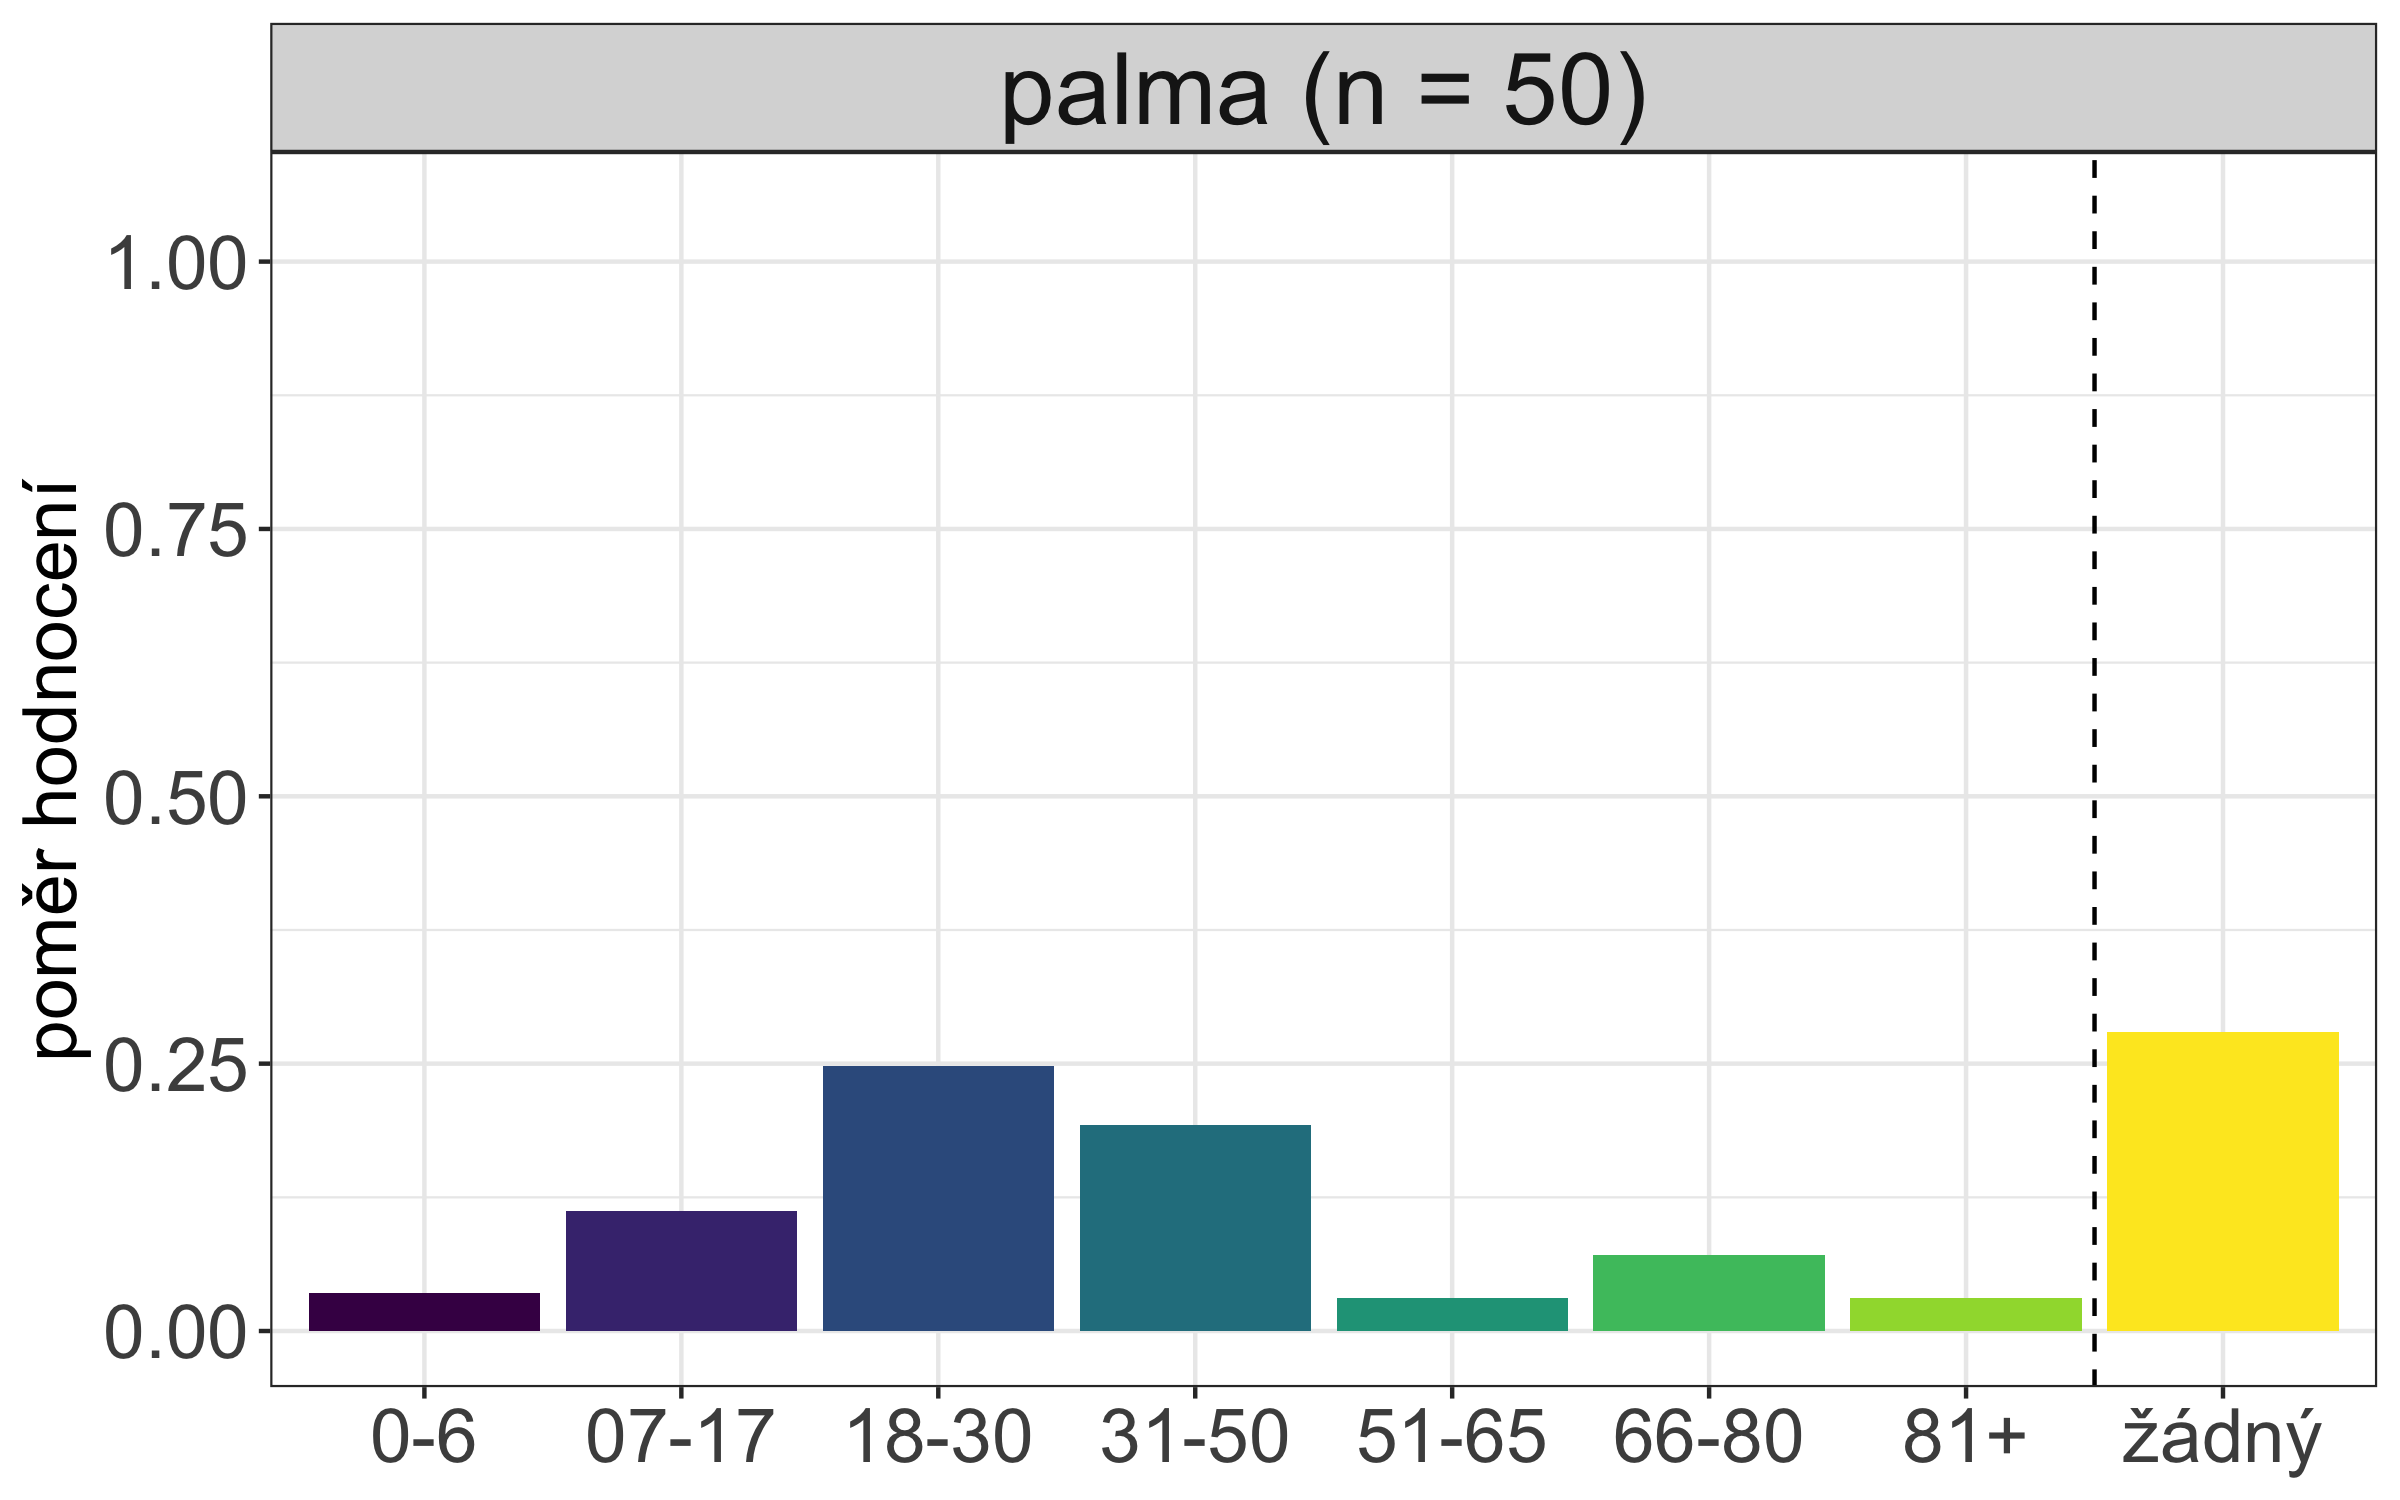 palma (n = 50)
poměr hodnocení
1.00
0.75
0.50
0.25
0.00
0-6 07-17 18-30 31-50 51-65 66-80 81+ žádný